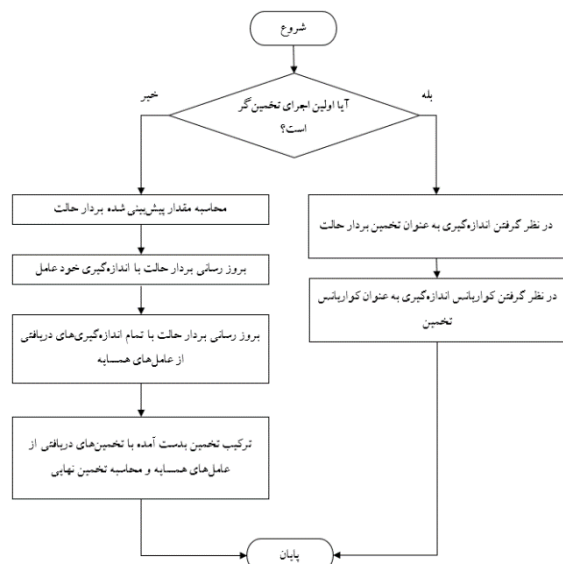 شروع
آیا اولین اجرای تخمین‌گر
است؟
بله
خیر
در نظر گرفتن اندازه‌گیری به عنوان تخمین بردار حالت
در نظر گرفتن کواریانس اندازه‌گیری به عنوان کواریانس
تخمین
محاسبه مقدار پیش‌بینی شده بردار حالت
بروز رسانی بردار حالت با اندازه‌گیری خود عامل
بروز رسانی بردار حالت با تمام اندازه‌گیری‌های دریافتی
از عامل‌های همسایه
ترکیب تخمین بدست آمده با تخمین‌های دریافتی از
عامل‌های همسایه و محاسبه تخمین نهایی
پایان